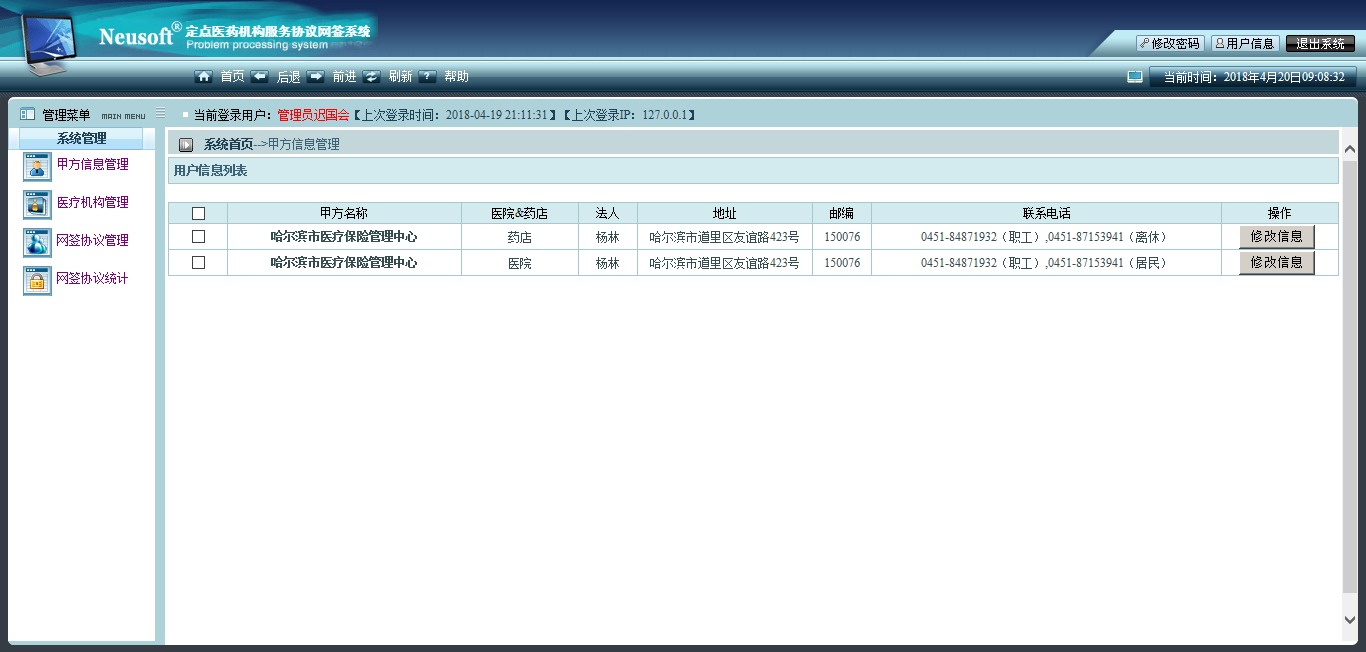 Neusoft® 定点医药机构服务协议网签系统
Problem processing system
修改密码 用户信息 退出系统
首页 后退 前进 刷新 帮助
当前时间：2018年4月20日09:08:32
管理菜单 MAIN MENU
当前登录用户：管理员迟国会【上次登录时间：2018-04-19 21:11:31】【上次登录IP：127.0.0.1】
系统管理
甲方信息管理
医疗机构管理
网签协议管理
网签协议统计
系统首页-->甲方信息管理
用户信息列表
甲方名称 医院&药店 法人 地址 邮编 联系电话 操作
哈尔滨市医疗保险管理中心 药店 杨林 哈尔滨市道里区友谊路423号 150076 0451-84871932（职工）,0451-87153941（离休） 修改信息
哈尔滨市医疗保险管理中心 医院 杨林 哈尔滨市道里区友谊路423号 150076 0451-84871932（职工）,0451-87153941（居民） 修改信息